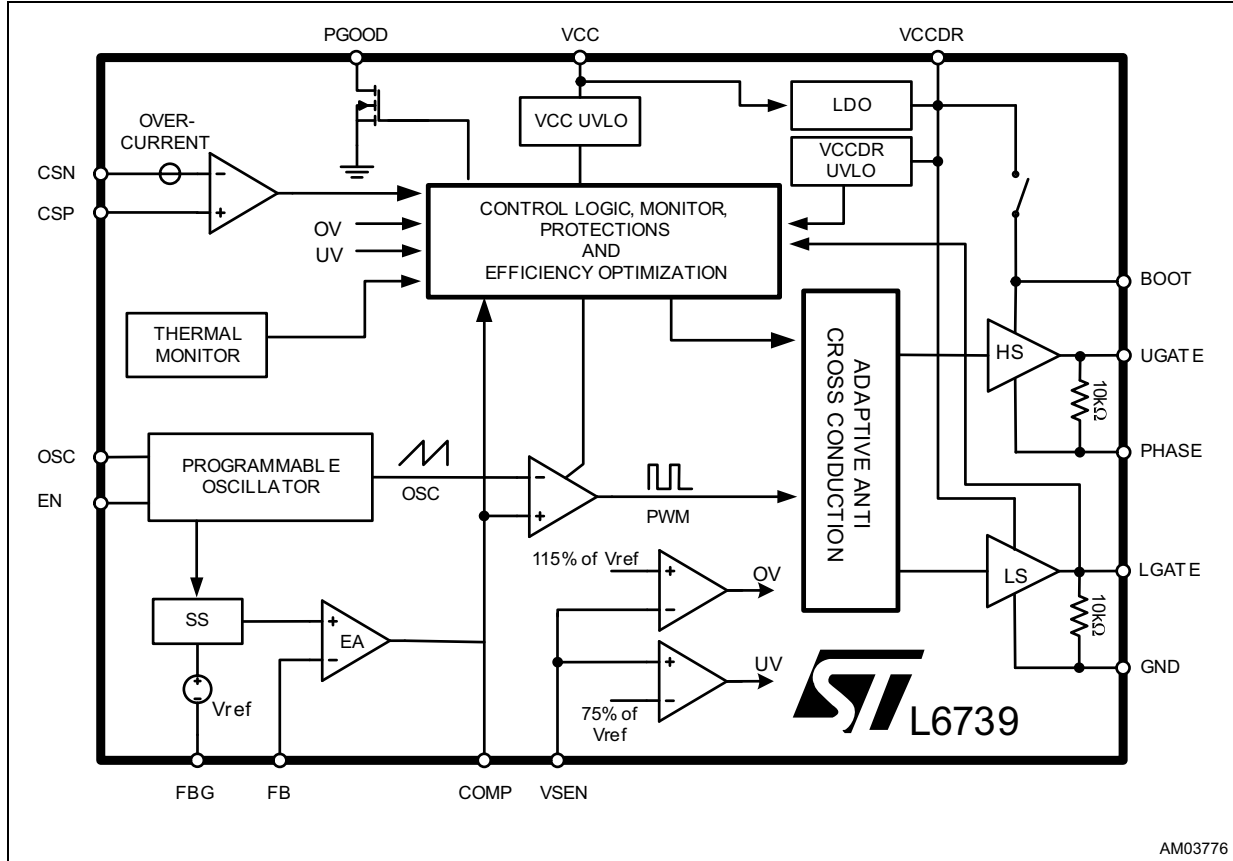 PGOOD
VCC
VCCDR
OVER-
CURRENT
CSN
CSP
-
+
VCC UVLO
LDO
VCCDR
UVLO
OV
UV
CONTROL LOGIC, MONITOR,
PROTECTIONS
AND
EFFICIENCY OPTIMIZATION
THERMAL
MONITOR
BOOT
HS
UGATE
10kΩ
PHASE
ADAPTIVE ANTI
CROSS CONDUCTION
OSC
EN
PROGRAMMABLE
OSCILLATOR
OSC
-
+
PWM
115% of Vref
+
-
OV
LS
LGATE
10kΩ
GND
SS
+
-
EA
+
-
Vref
+
-
UV
75% of
Vref
ST
L6739
FBG
FB
COMP
VSEN
AM03776